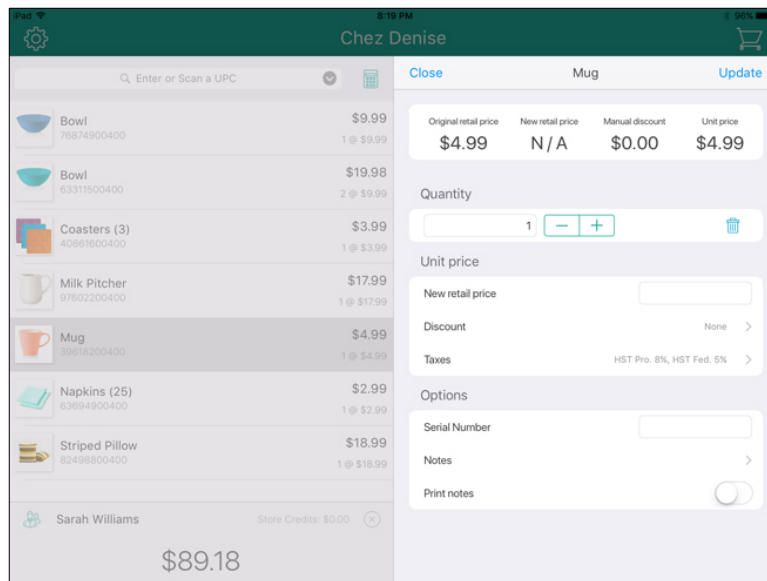 iPad 8:19 PM 96%
Chez Denise
Enter or Scan a UPC
Bowl $9.99
76874900400 1 @ $9.99
Bowl $19.98
63311500400 2 @ $9.99
Coasters (3) $3.99
40861600400 1 @ $3.99
Milk Pitcher $17.99
97602200400 1 @ $17.99
Mug $4.99
39618200400 1 @ $4.99
Napkins (25) $2.99
63694900400 1 @ $2.99
Striped Pillow $18.99
82498800400 1 @ $18.99
Sarah Williams Store Credits: $0.00
$89.18
Close Mug Update
Original retail price New retail price Manual discount Unit price
$4.99 N / A $0.00 $4.99
Quantity
1 − +
Unit price
New retail price
Discount None
Taxes HST Pro. 8%, HST Fed. 5%
Options
Serial Number
Notes
Print notes